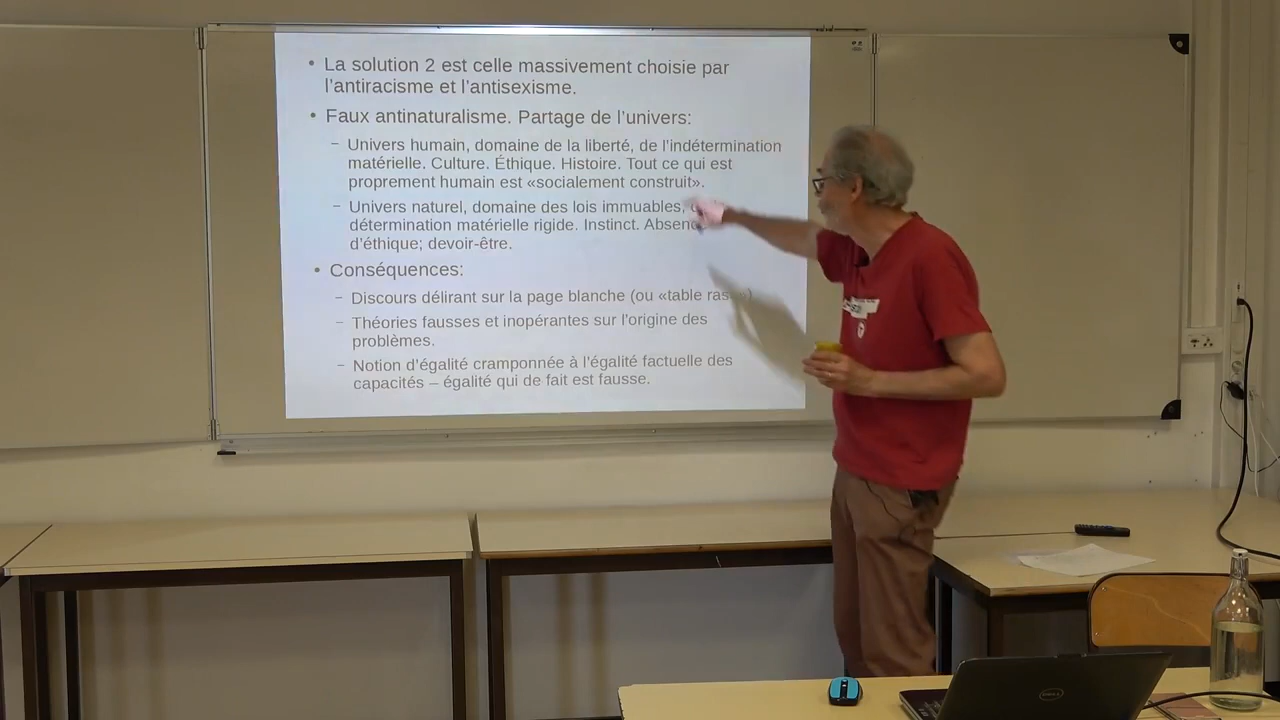 • La solution 2 est celle massivement choisie par
l'antiracisme et l'antisexisme.
• Faux antinaturalisme. Partage de l'univers:
– Univers humain, domaine de la liberté, de l'indétermination
matérielle. Culture. Éthique. Histoire. Tout ce qui est
proprement humain est «socialement construit».
– Univers naturel, domaine des lois immuables,
détermination matérielle rigide. Instinct.
d'éthique; devoir-être.
• Conséquences:
– Discours délirant sur la page blanche (ou «table
– Théories fausses et inopérantes sur l'origine des
problèmes.
– Notion d'égalité cramponnée à l'égalité factuelle des
capacités – égalité qui de fait est fausse.
DELL